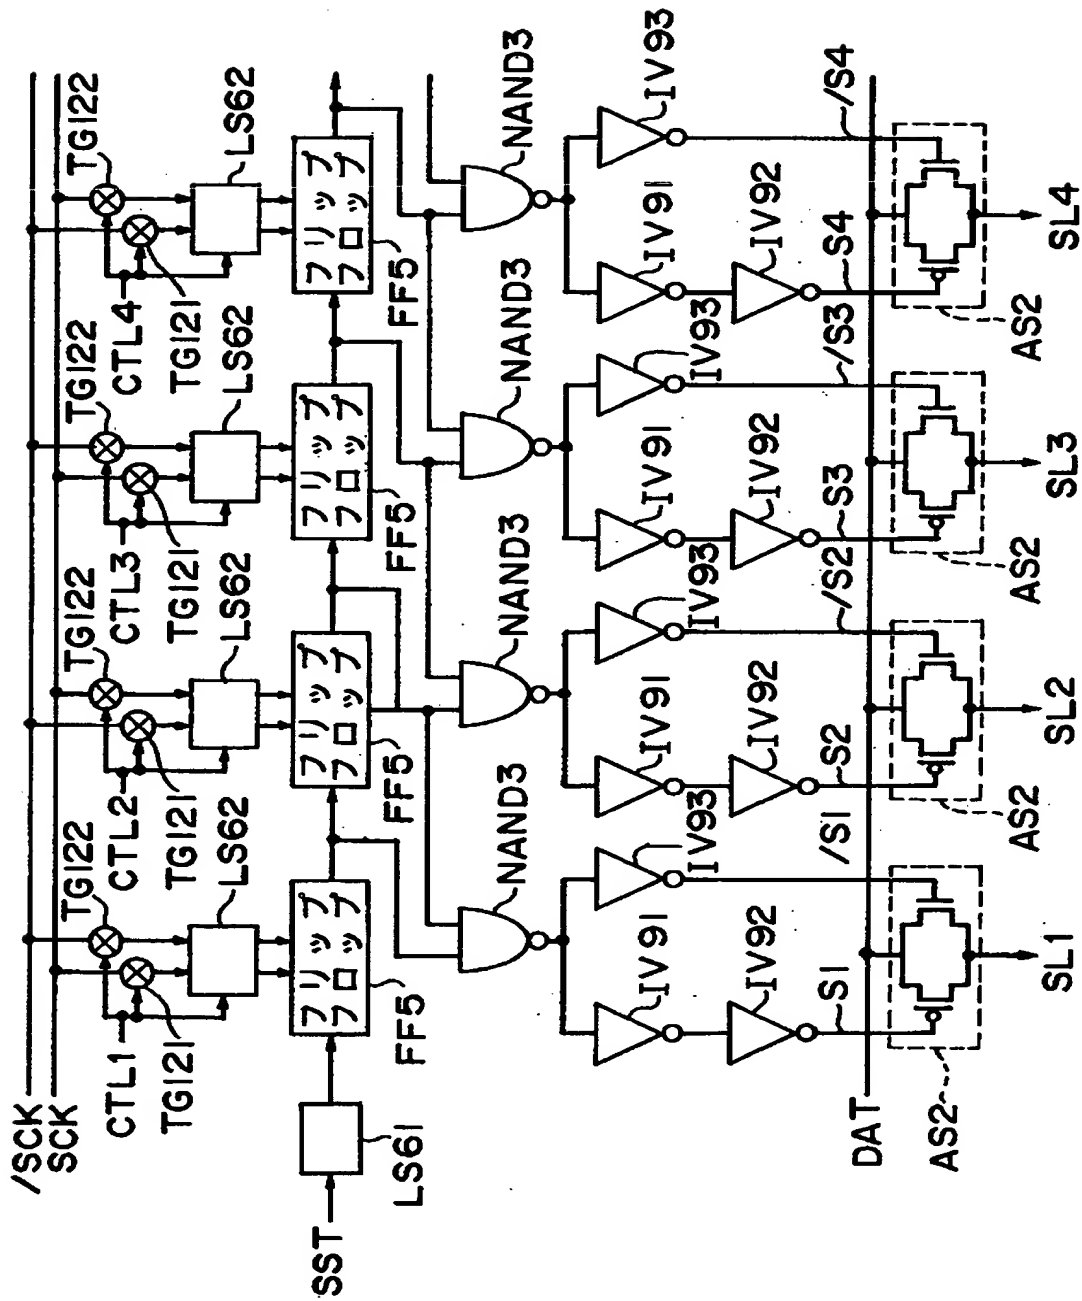 /SCK
SCK
TG122
TG122
TG122
TG122
CTL1
CTL2
CTL3
CTL4
TG121
TG121
TG121
TG121
LS62
LS62
LS62
LS62
SST
フリップ
フロップ
フリップ
フロップ
フリップ
フロップ
フリップ
フロップ
LS61
FF5
FF5
FF5
FF5
NAND3
NAND3
NAND3
NAND3
IV91
IV93
IV91
IV93
IV91
IV93
IV91
IV93
IV92
IV92
IV92
IV92
S1
/S1
S2
/S2
S3
/S3
S4
/S4
DAT
AS2
AS2
AS2
AS2
SL1
SL2
SL3
SL4